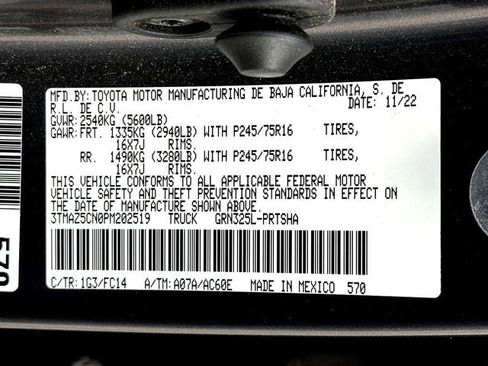 MFD.BY:TOYOTA MOTOR MANUFACTURING DE BAJA CALIFORNIA, S. DE
R.L. DE C.V. DATE: 11/22
GVWR:2540KG (5600LB)
GAWR:FRT. 1335KG (2940LB) WITH P245/75R16 TIRES,
16X7J RIMS.
RR. 1490KG (3280LB) WITH P245/75R16 TIRES,
16X7J RIMS.
THIS VEHICLE CONFORMS TO ALL APPLICABLE FEDERAL MOTOR
VEHICLE SAFETY AND THEFT PREVENTION STANDARDS IN EFFECT ON
THE DATE OF MANUFACTURE SHOWN ABOVE.
3TMAZ5CN0PM202519 TRUCK GRN325L-PRTSHA
C/TR:1G3/FC14 A/TM:A07A/AC60E MADE IN MEXICO 570
570